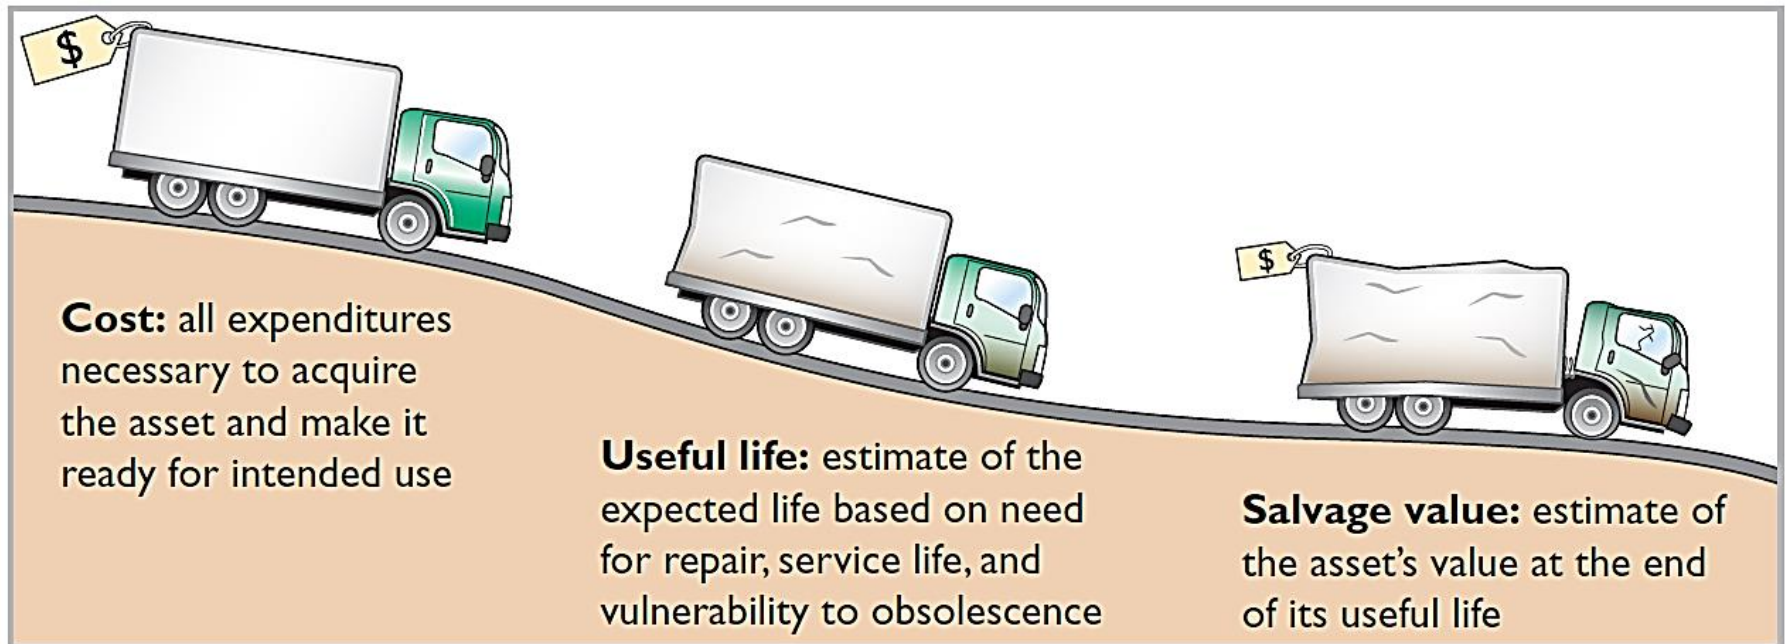 $
Cost: all expenditures
necessary to acquire
the asset and make it
ready for intended use
Useful life: estimate of the
expected life based on need
for repair, service life, and
vulnerability to obsolescence
$
Salvage value: estimate of
the asset’s value at the end
of its useful life